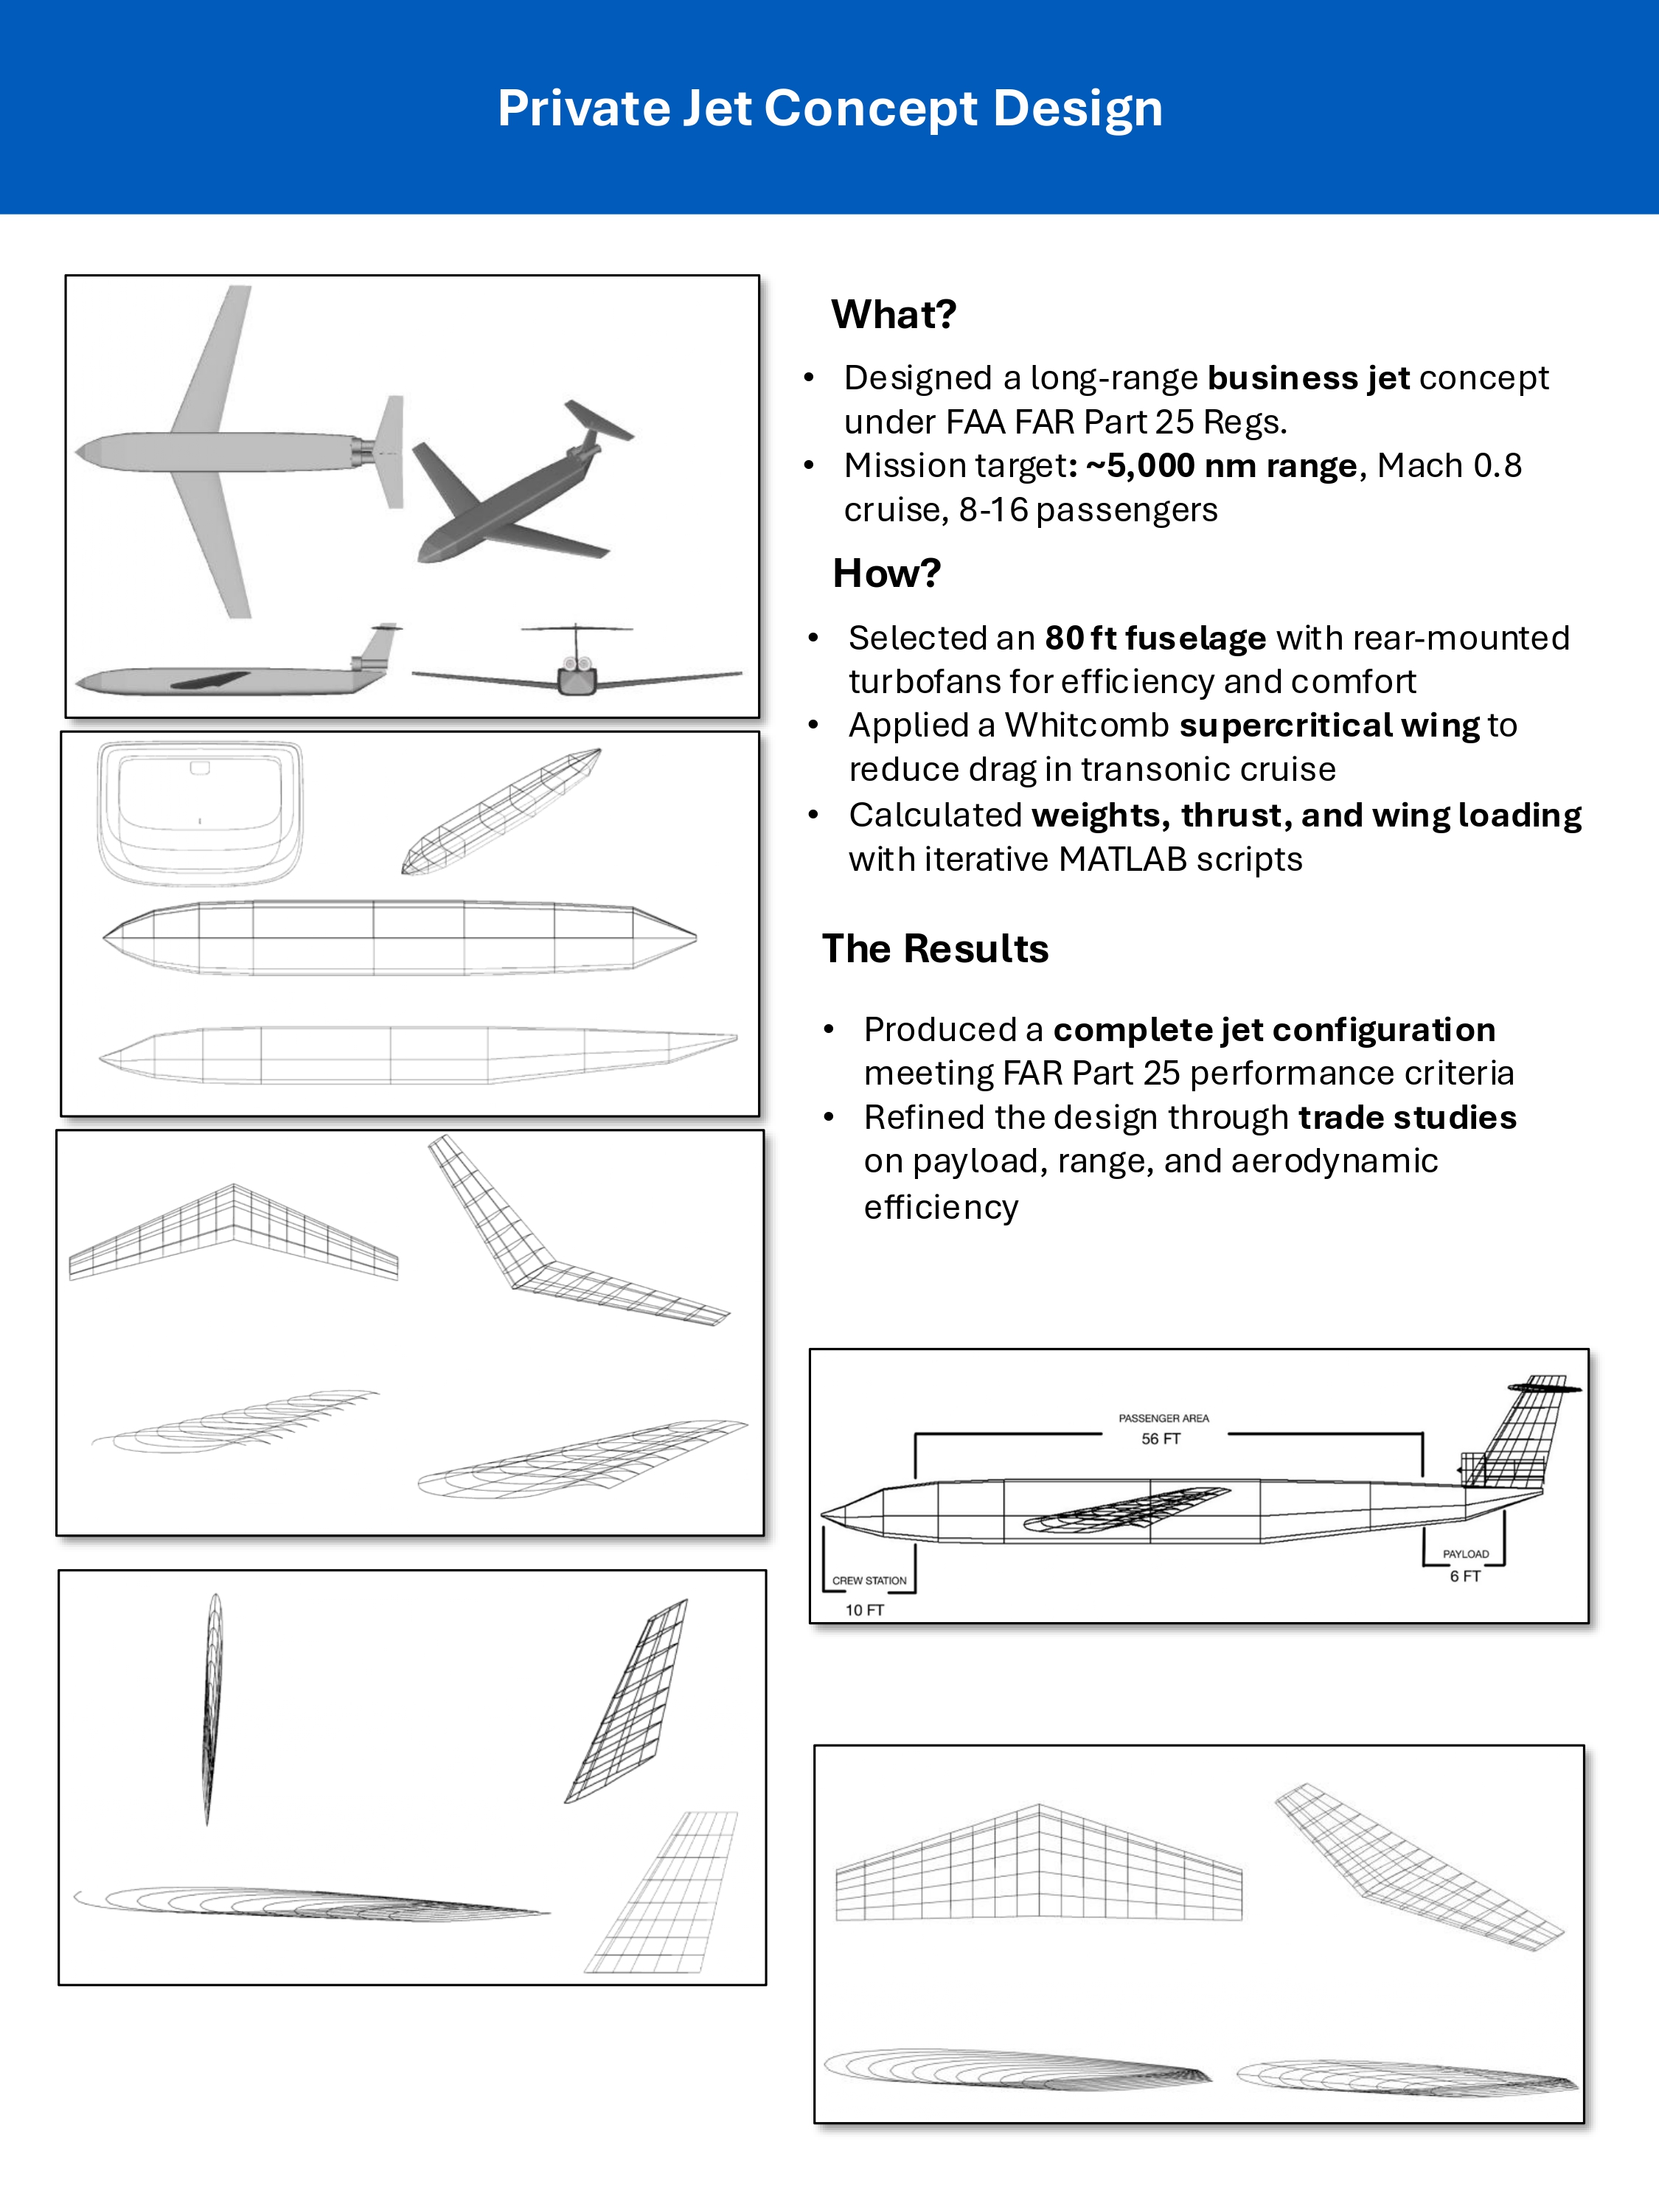 Private Jet Concept Design
What?
• Designed a long-range business jet concept
under FAA FAR Part 25 Regs.
• Mission target: ~5,000 nm range, Mach 0.8
cruise, 8-16 passengers
How?
• Selected an 80 ft fuselage with rear-mounted
turbofans for efficiency and comfort
• Applied a Whitcomb supercritical wing to
reduce drag in transonic cruise
• Calculated weights, thrust, and wing loading
with iterative MATLAB scripts
The Results
• Produced a complete jet configuration
meeting FAR Part 25 performance criteria
• Refined the design through trade studies
on payload, range, and aerodynamic
efficiency
PASSENGER AREA
56 FT
PAYLOAD
6 FT
CREW STATION
10 FT